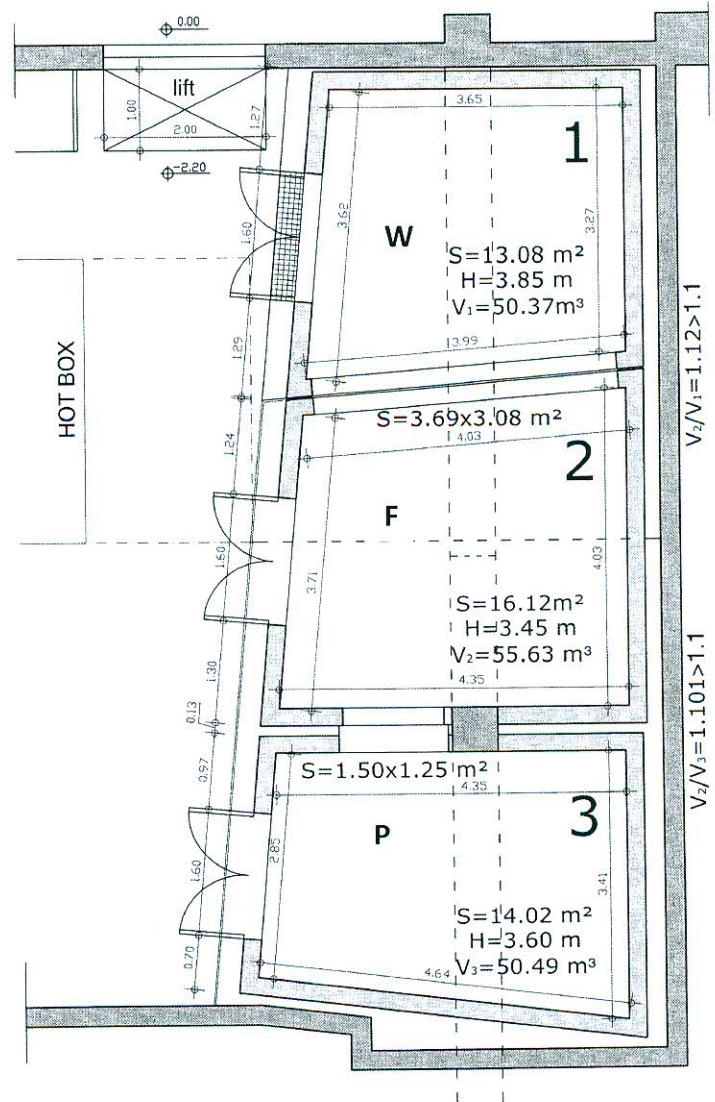 0.00
lift
1.00
2.00
1.27
-2.20
3.65
1
1.60
3.62
W
3.27
S=13.08 m²
H=3.85 m
V₁=50.37m³
3.99
1.29
HOT BOX
V₂/V₁=1.12>1.1
S=3.69x3.08 m²
4.03
1.24
2
F
1.60
3.71
4.03
S=16.12m²
H=3.45 m
V₂=55.63 m³
4.35
1.30
0.13
V₂/V₃=1.101>1.1
S=1.50x1.25 m²
4.35
0.97
3
P
2.85
1.60
3.41
S=14.02 m²
H=3.60 m
V₃=50.49 m³
4.64
0.70